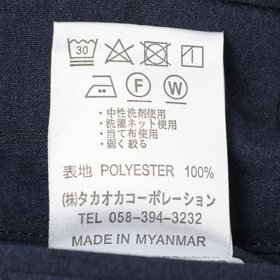 30
F W
・中性洗剤使用
・洗濯ネット使用
・当て布使用
・弱く絞る
表地 POLYESTER 100%
(株)タカオカコーポレーション
TEL 058-394-3232
MADE IN MYANMAR